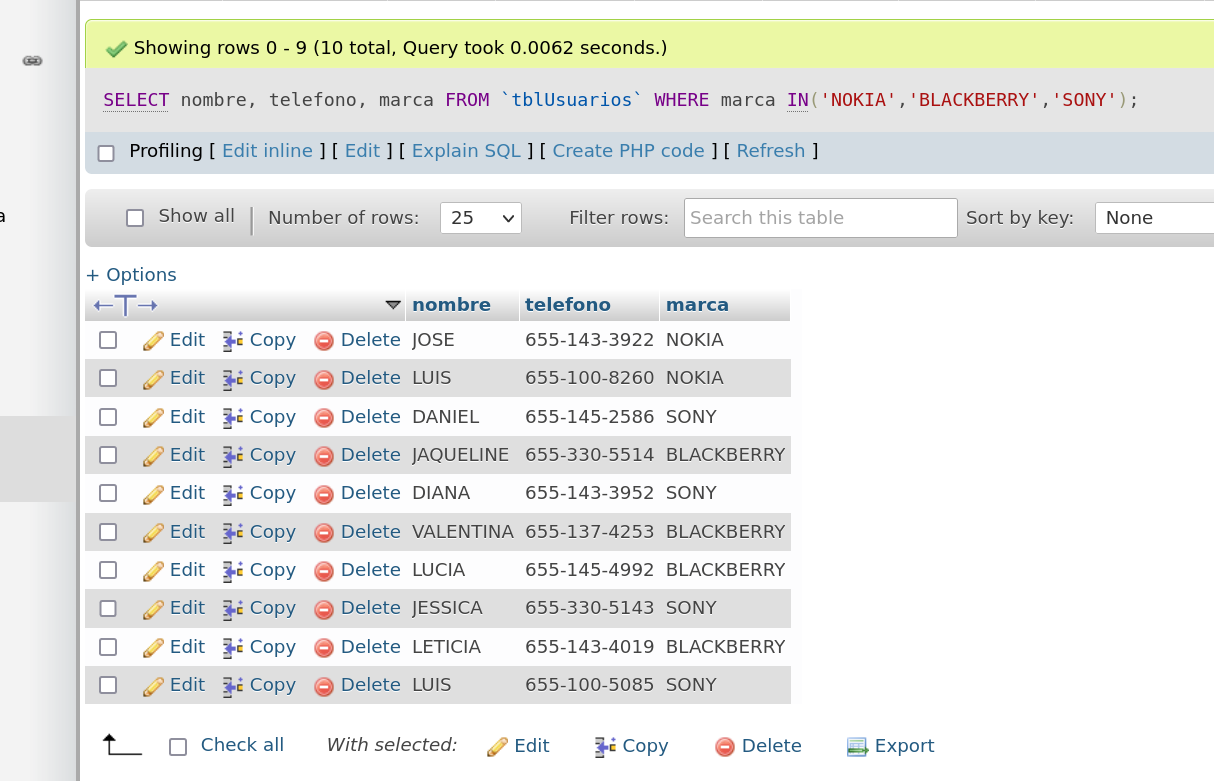 Showing rows 0 - 9 (10 total, Query took 0.0062 seconds.)
SELECT nombre, telefono, marca FROM `tblUsuarios` WHERE marca IN('NOKIA','BLACKBERRY','SONY');
Profiling [ Edit inline ] [ Edit ] [ Explain SQL ] [ Create PHP code ] [ Refresh ]
a
Show all Number of rows: 25 Filter rows: Search this table Sort by key: None
+ Options
←T→ nombre telefono marca
Edit Copy Delete JOSE 655-143-3922 NOKIA
Edit Copy Delete LUIS 655-100-8260 NOKIA
Edit Copy Delete DANIEL 655-145-2586 SONY
Edit Copy Delete JAQUELINE 655-330-5514 BLACKBERRY
Edit Copy Delete DIANA 655-143-3952 SONY
Edit Copy Delete VALENTINA 655-137-4253 BLACKBERRY
Edit Copy Delete LUCIA 655-145-4992 BLACKBERRY
Edit Copy Delete JESSICA 655-330-5143 SONY
Edit Copy Delete LETICIA 655-143-4019 BLACKBERRY
Edit Copy Delete LUIS 655-100-5085 SONY
Check all With selected: Edit Copy Delete Export